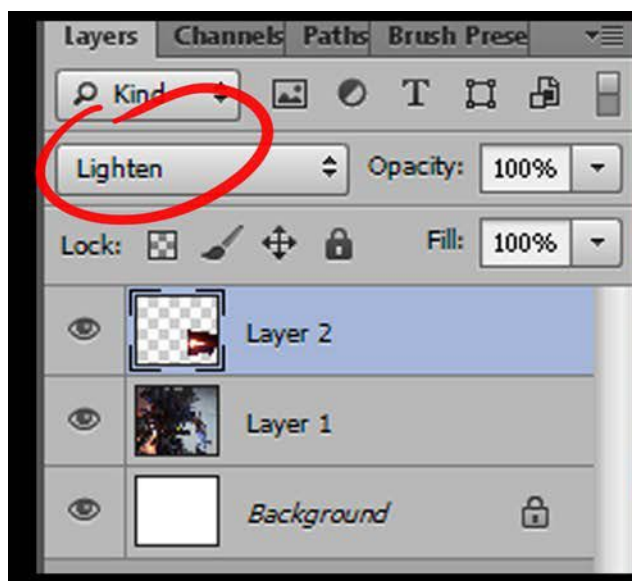 Layers Channels Paths Brush Prese
Kind T
Lighten Opacity: 100%
Lock: Fill: 100%
Layer 2
Layer 1
Background